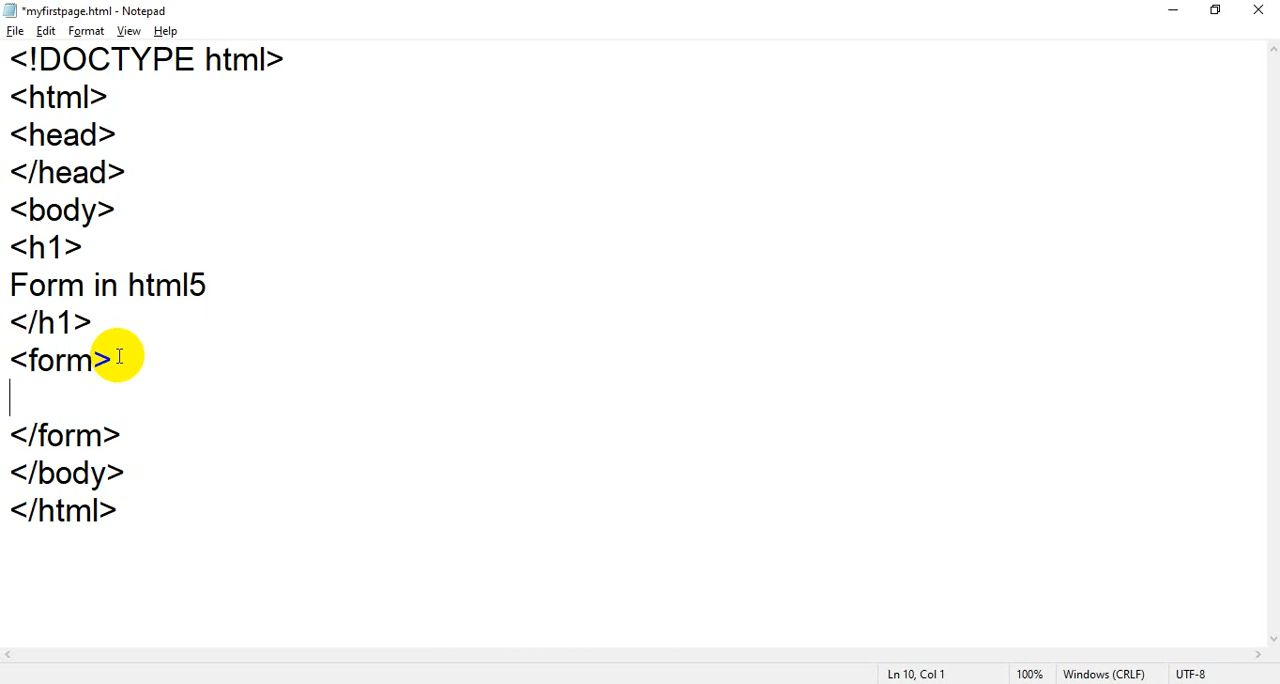 *myfirstpage.html - Notepad
File Edit Format View Help
<!DOCTYPE html>
<html>
<head>
</head>
<body>
<h1>
Form in html5
</h1>
<form>
</form>
</body>
</html>
Ln 10, Col 1 100% Windows (CRLF) UTF-8